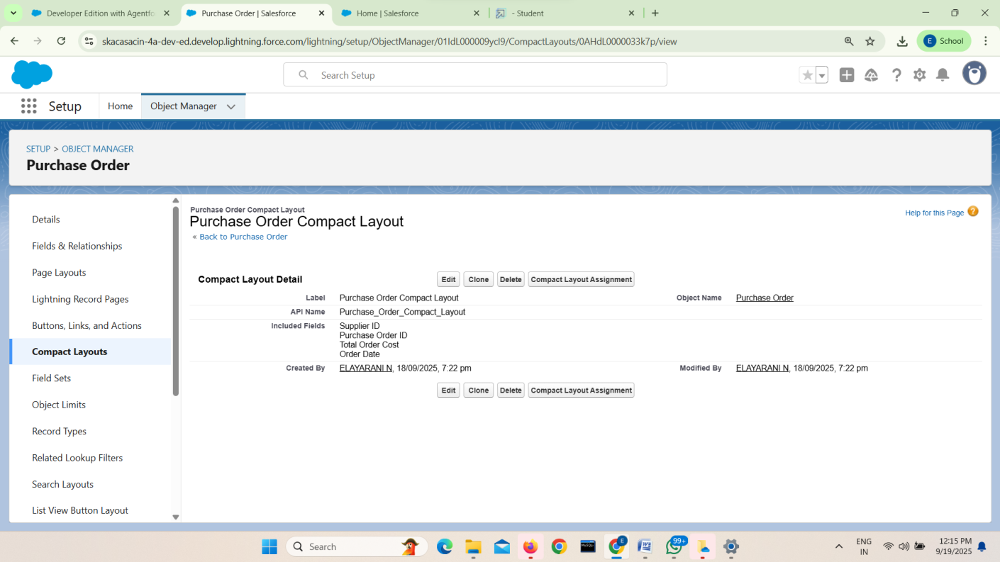 Developer Edition with Agentfo
Purchase Order | Salesforce
Home | Salesforce
- Student
skacasacin-4a-dev-ed.develop.lightning.force.com/lightning/setup/ObjectManager/01IdL000009ycI9/CompactLayouts/0AHdL0000033k7p/view
E School
Search Setup
Setup
Home
Object Manager
SETUP > OBJECT MANAGER
Purchase Order
Details
Fields & Relationships
Page Layouts
Lightning Record Pages
Buttons, Links, and Actions
Compact Layouts
Field Sets
Object Limits
Record Types
Related Lookup Filters
Search Layouts
List View Button Layout
Purchase Order Compact Layout
Purchase Order Compact Layout
« Back to Purchase Order
Help for this Page
Compact Layout Detail
Edit Clone Delete Compact Layout Assignment
Label Purchase Order Compact Layout Object Name Purchase Order
API Name Purchase_Order_Compact_Layout
Included Fields Supplier ID
Purchase Order ID
Total Order Cost
Order Date
Created By ELAYARANI N, 18/09/2025, 7:22 pm Modified By ELAYARANI N, 18/09/2025, 7:22 pm
Edit Clone Delete Compact Layout Assignment
Search
MySQL
E
99+
ENG
IN
12:15 PM
9/19/2025